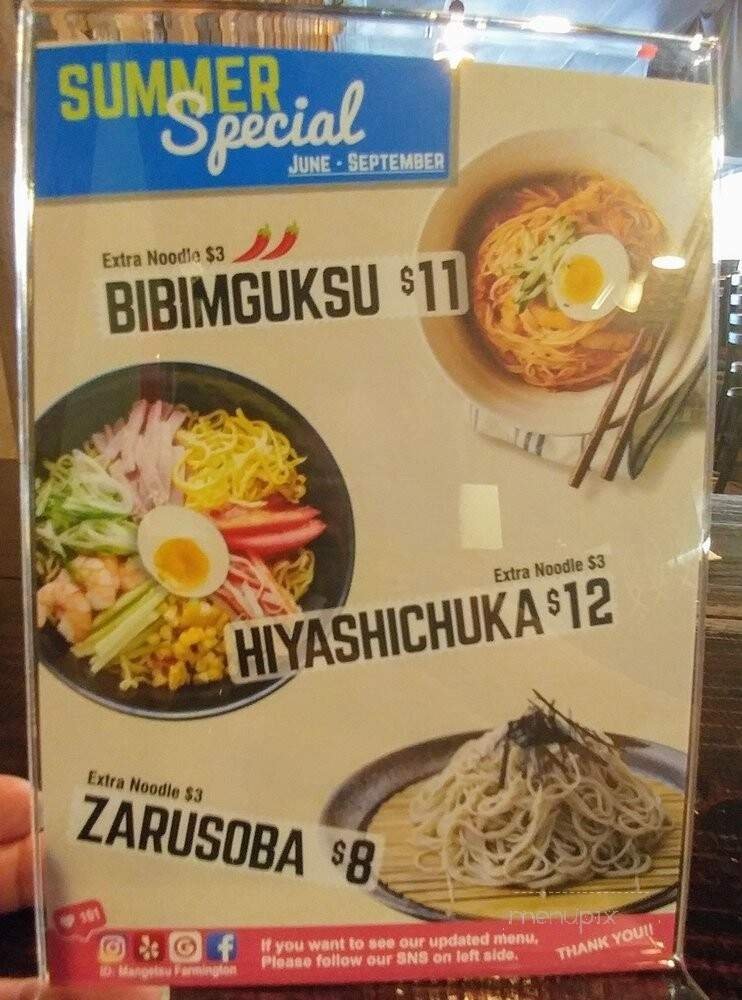 SUMMER
Special
JUNE - SEPTEMBER
Extra Noodle $3
BIBIMGUKSU $11
Extra Noodle $3
HIYASHICHUKA $12
Extra Noodle $3
ZARUSOBA $8
menupix
191
If you want to see our updated menu,
Please follow our SNS on left side.
THANK YOU!!
ID: Mangetsu Farmington